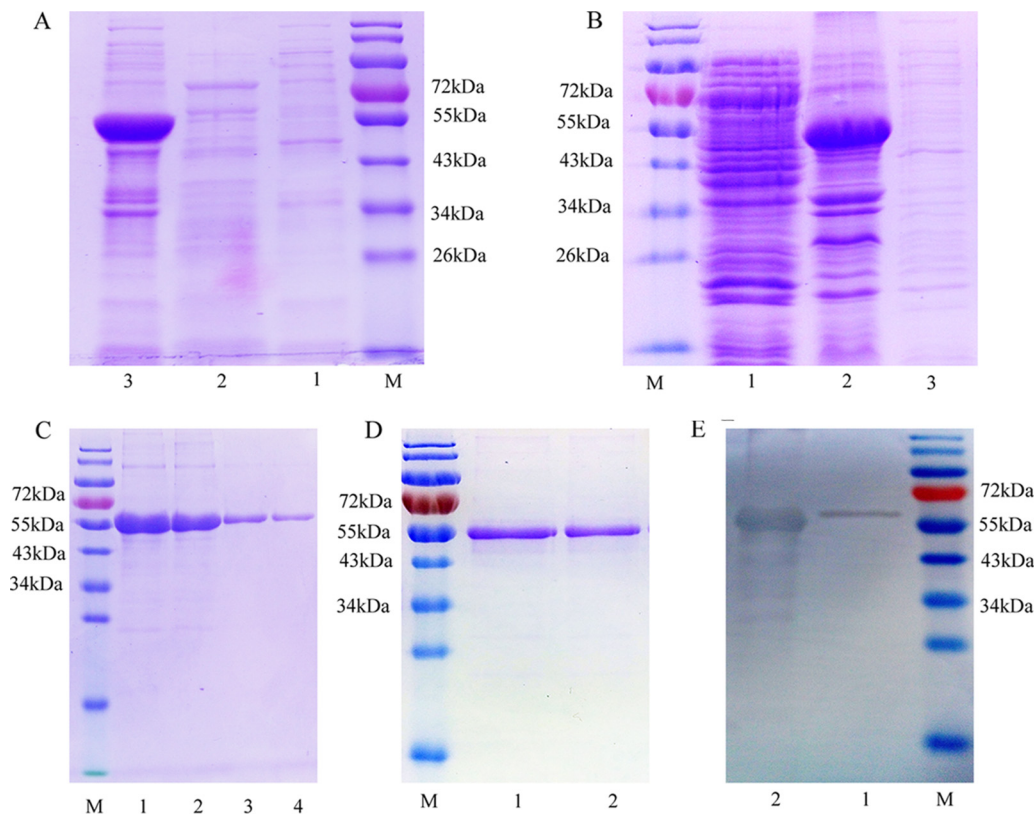 A
72kDa
55kDa
43kDa
34kDa
26kDa
3 2 1 M
B
72kDa
55kDa
43kDa
34kDa
26kDa
M 1 2 3
C
72kDa
55kDa
43kDa
34kDa
M 1 2 3 4
D
72kDa
55kDa
43kDa
34kDa
M 1 2
E
72kDa
55kDa
43kDa
34kDa
2 1 M